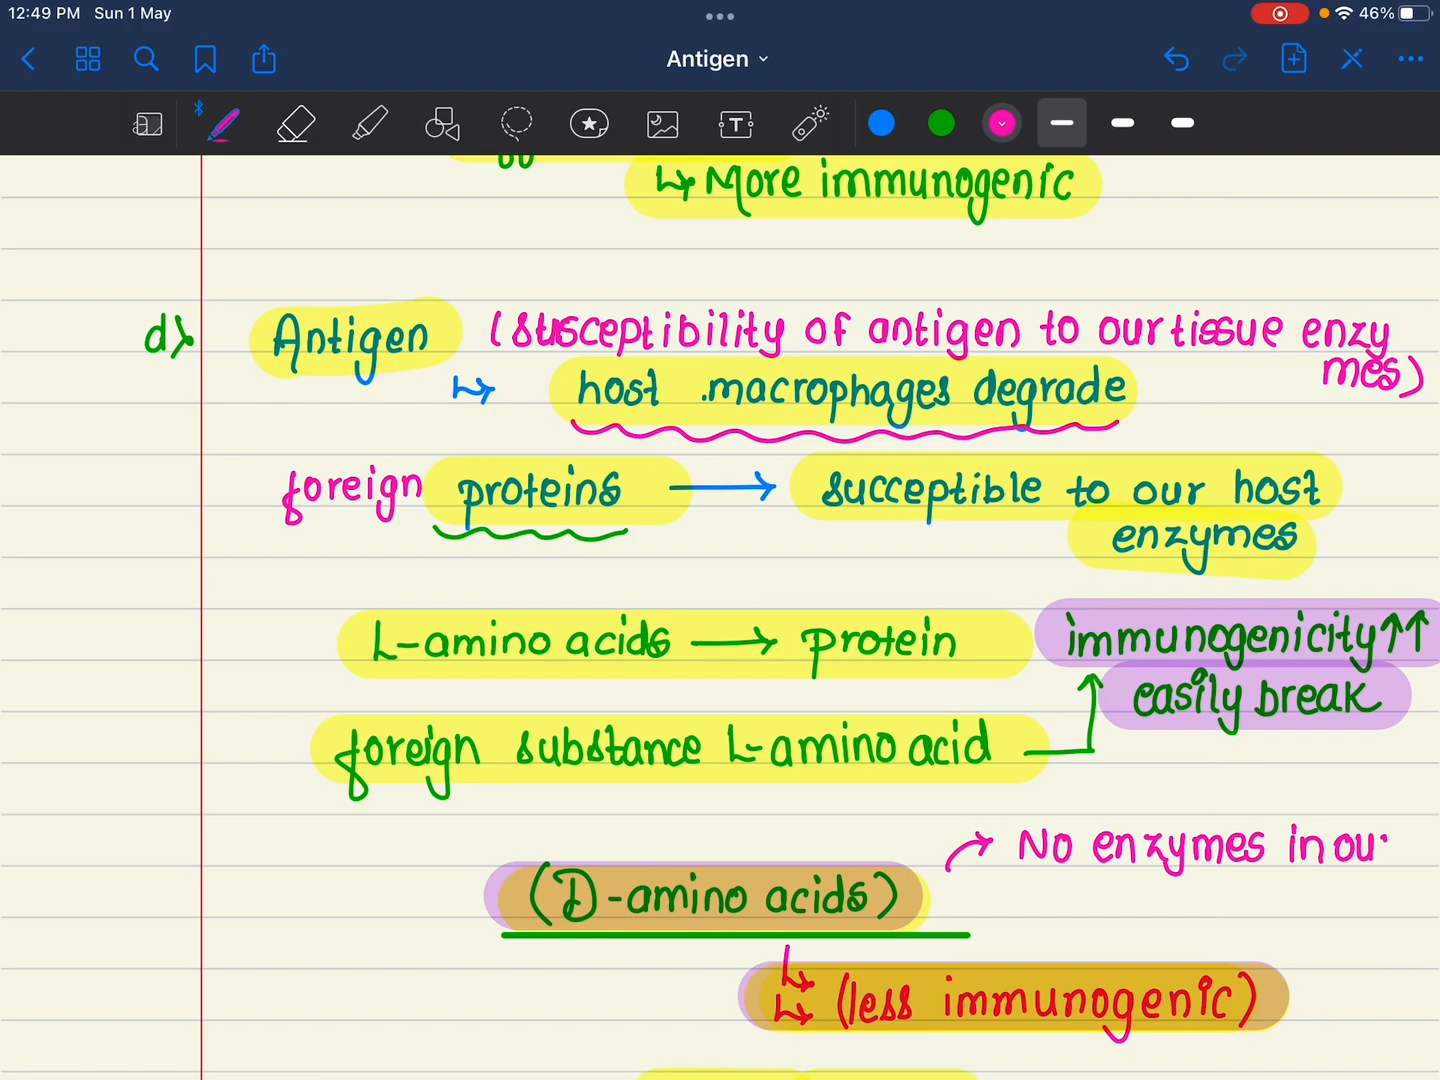 12:49 PM Sun 1 May
46%
Antigen
T
↳ More immunogenic
d) Antigen (susceptibility of antigen to our tissue enzy
mes)
↳ host macrophages degrade
foreign proteins → succeptible to our host
enzymes
L-amino acids → protein immunogenicity↑↑
easily break
foreign substance L-amino acid
No enzymes in
(D-amino acids)
↳ (less immunogenic)